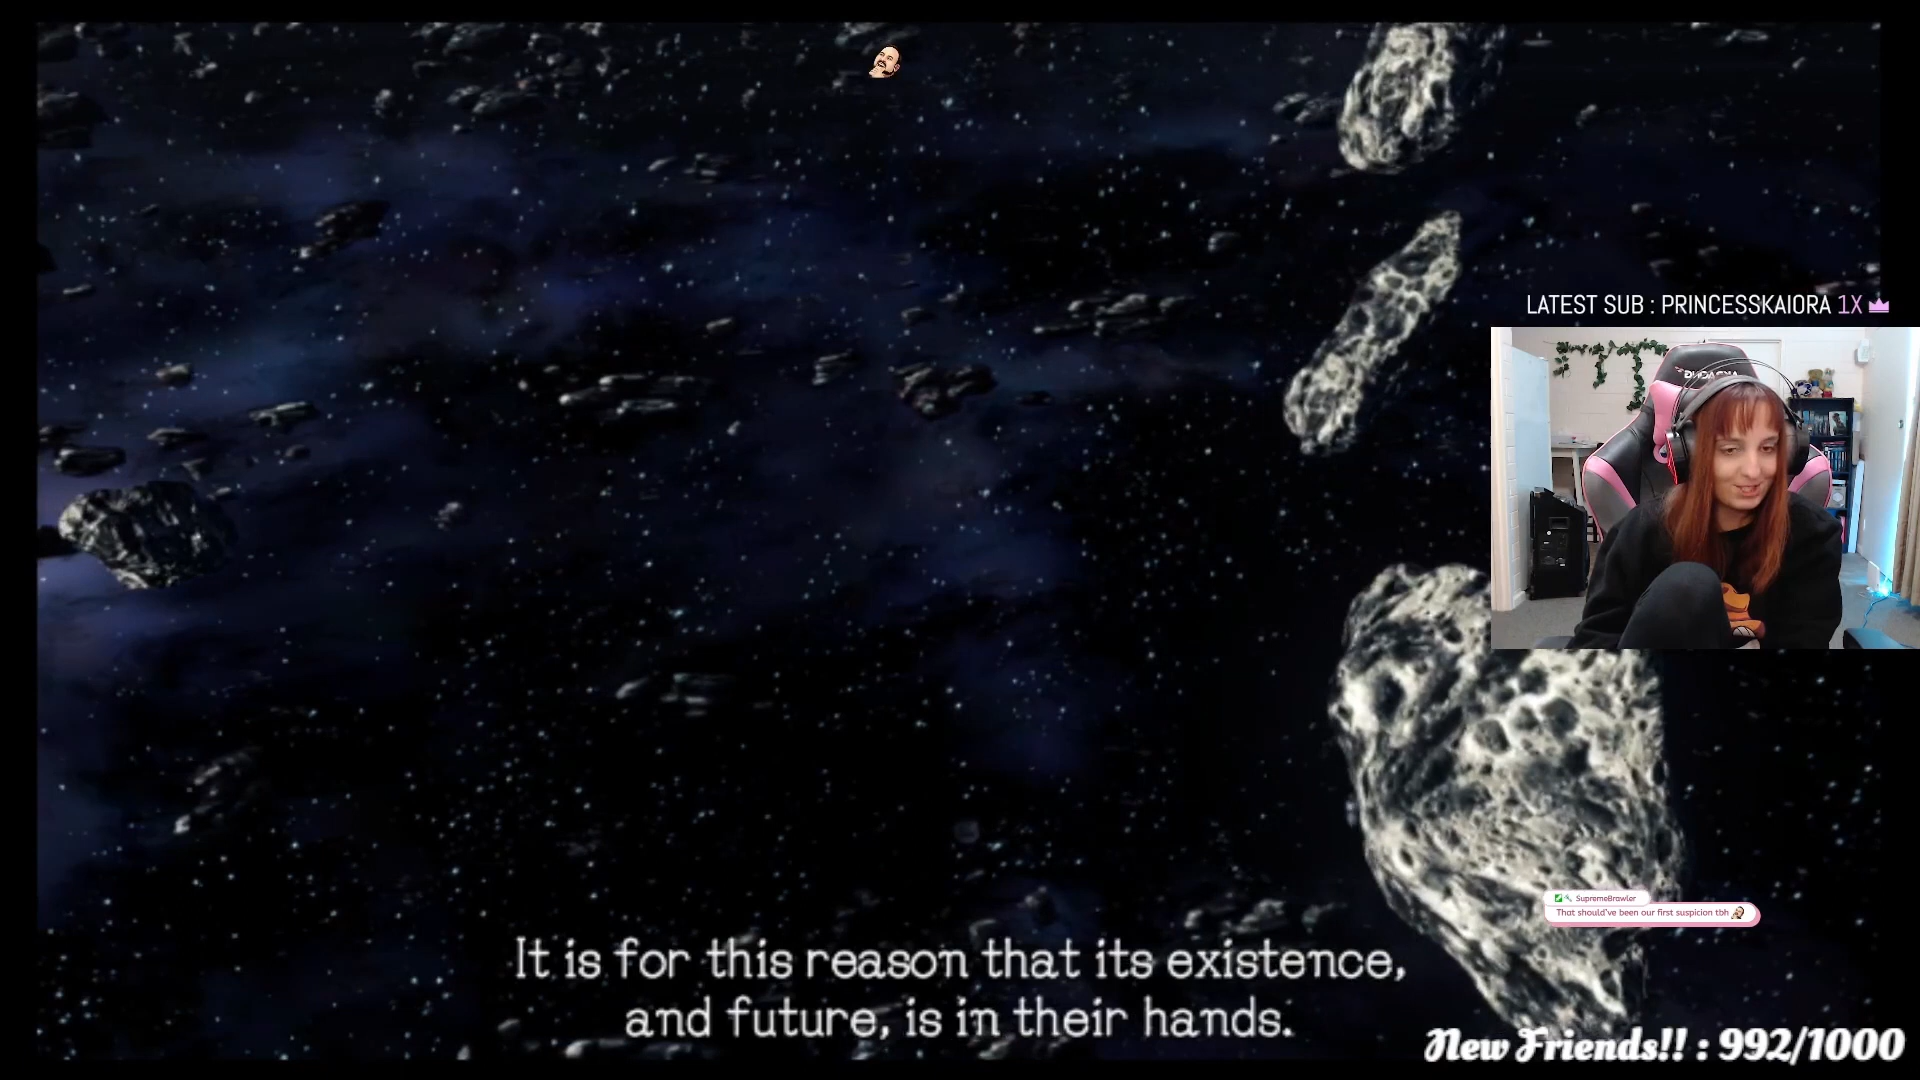 LATEST SUB : PRINCESSKAIORA 1X
SupremeBrawler
That should've been our first suspicion tbh
It is for this reason that its existence,
and future, is in their hands.
New Friends!! : 992/1000